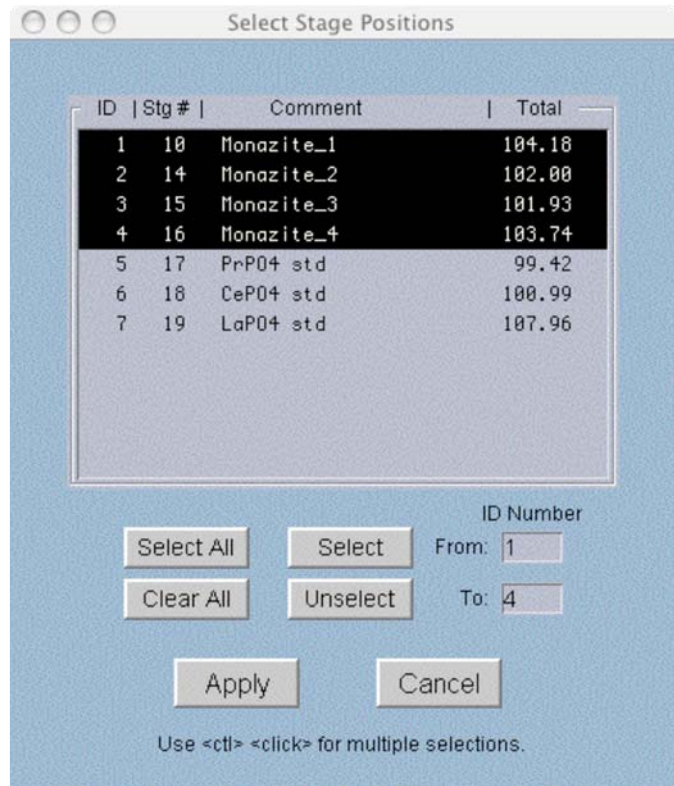 Select Stage Positions
ID | Stg # | Comment | Total
1 10 Monazite_1 104.18
2 14 Monazite_2 102.00
3 15 Monazite_3 101.93
4 16 Monazite_4 103.74
5 17 PrPO4 std 99.42
6 18 CePO4 std 100.99
7 19 LaPO4 std 107.96
ID Number
Select All Select From: 1
Clear All Unselect To: 4
Apply Cancel
Use <ctl> <click> for multiple selections.